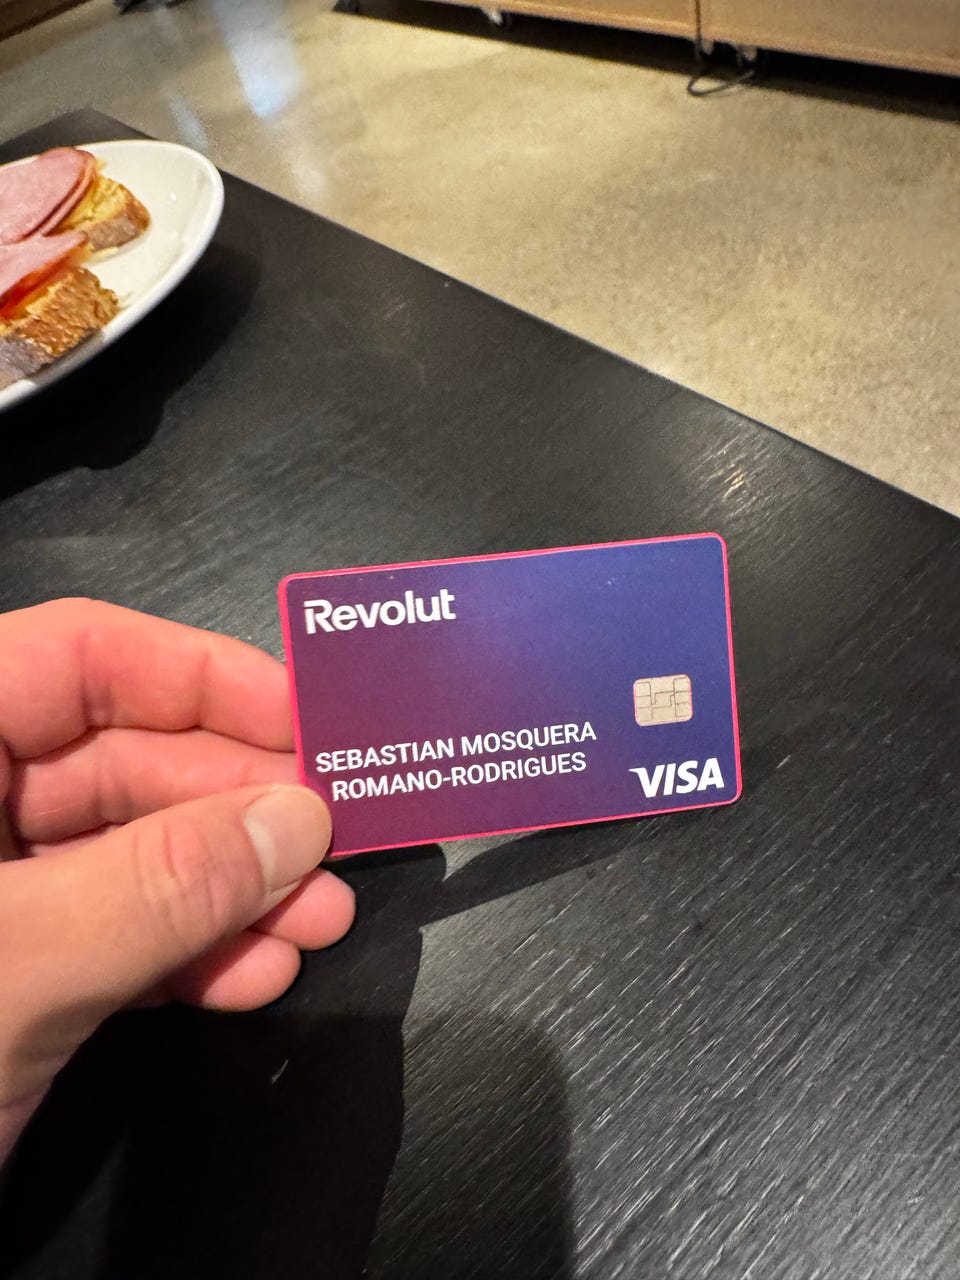 Revolut
SEBASTIAN MOSQUERA
ROMANO-RODRIGUES
VISA